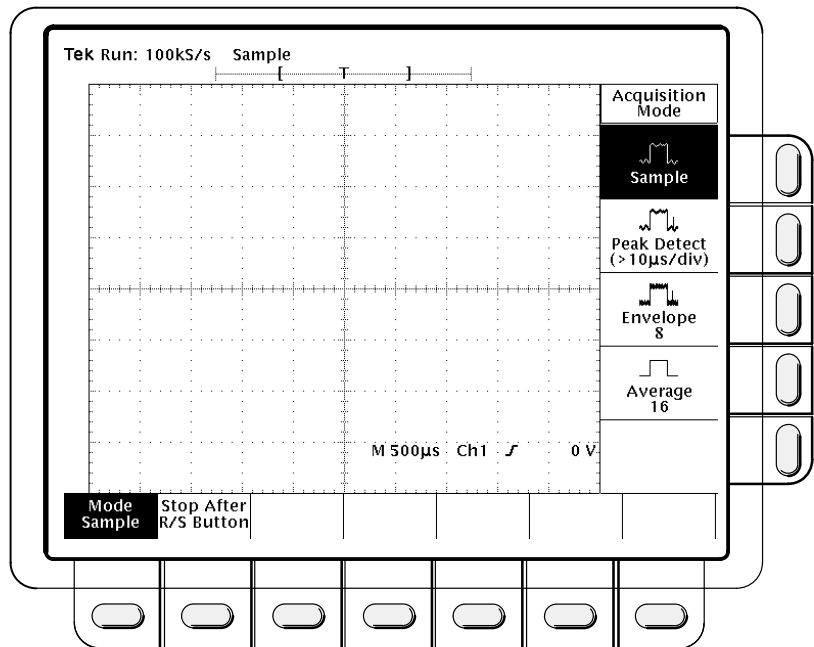 Tek Run: 100kS/s Sample
[ T ]
Acquisition
Mode
Sample
Peak Detect
(>10µs/div)
Envelope
8
Average
16
M 500µs Ch1 0 V
Mode
Sample
Stop After
R/S Button